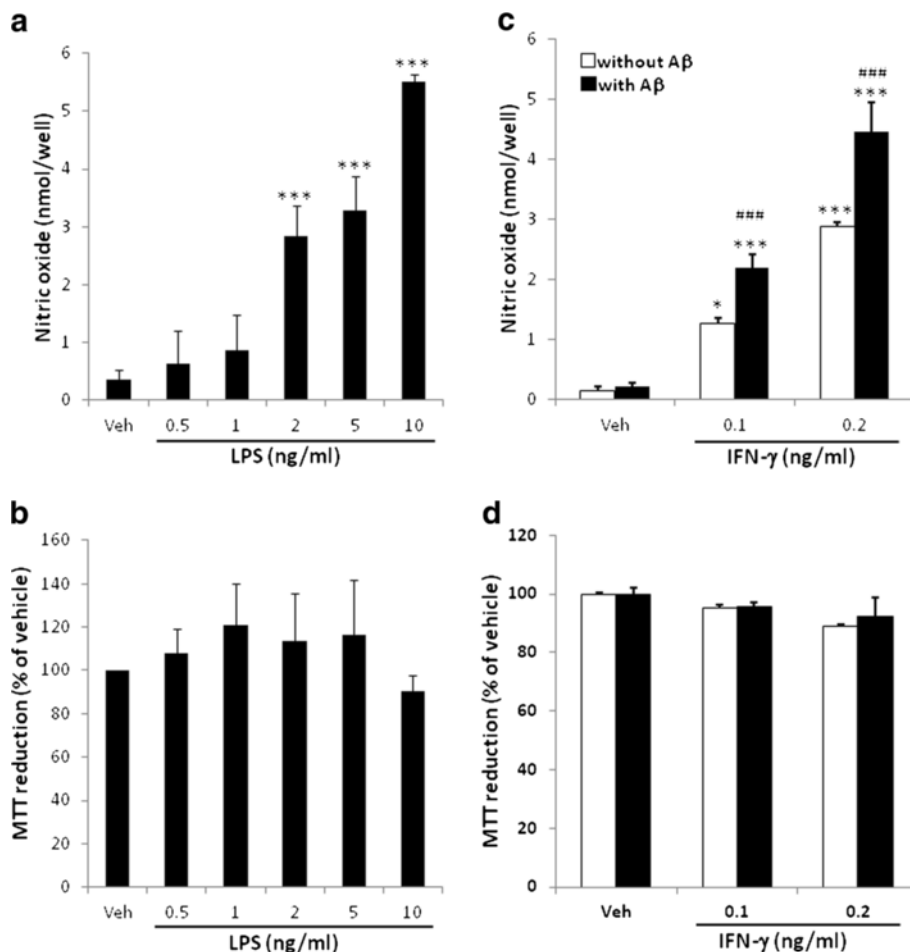 a
Nitric oxide (nmol/well)
6
5
4
3
2
1
0
***
***
***
Veh 0.5 1 2 5 10
LPS (ng/ml)
c
Nitric oxide (nmol/well)
6
5
4
3
2
1
0
without Aβ
with Aβ
###
***
###
***
***
*
Veh 0.1 0.2
IFN-γ (ng/ml)
b
MTT reduction (% of vehicle)
160
140
120
100
80
60
40
20
0
Veh 0.5 1 2 5 10
LPS (ng/ml)
d
MTT reduction (% of vehicle)
120
100
80
60
40
20
0
Veh 0.1 0.2
IFN-γ (ng/ml)